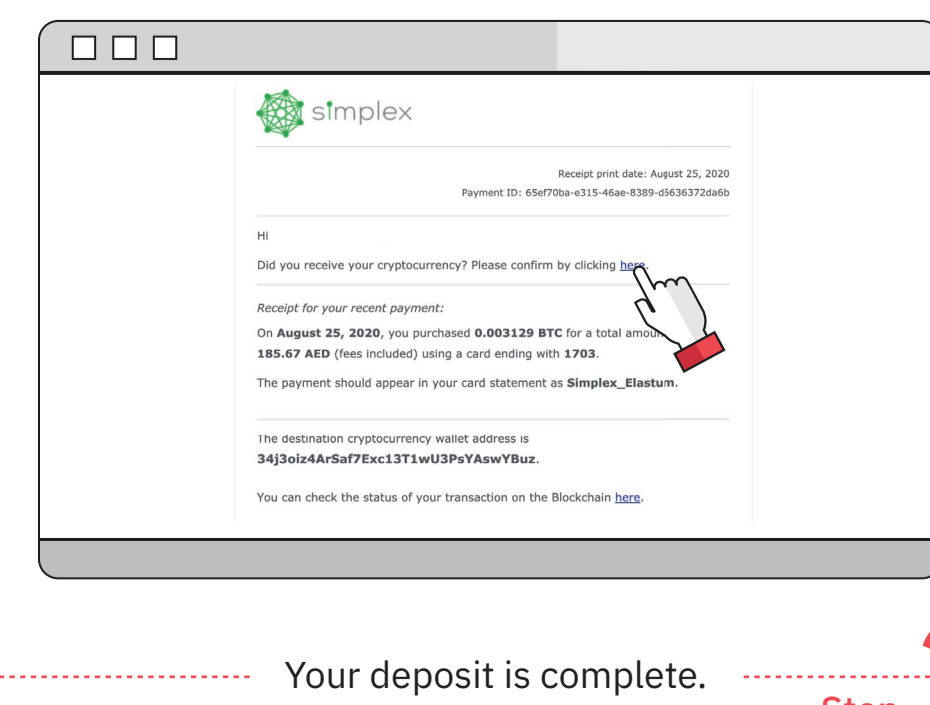 simplex
Receipt print date: August 25, 2020
Payment ID: 65ef70ba-e315-46ae-8389-d5636372da6b
Hi
Did you receive your cryptocurrency? Please confirm by clicking here.
Receipt for your recent payment:
On August 25, 2020, you purchased 0.003129 BTC for a total
185.67 AED (fees included) using a card ending with 1703.
The payment should appear in your card statement as Simplex_Elastum.
The destination cryptocurrency wallet address is
34j3oiz4ArSaf7Exc13T1wU3PsYAswYBuz.
You can check the status of your transaction on the Blockchain here.
Your deposit is complete.